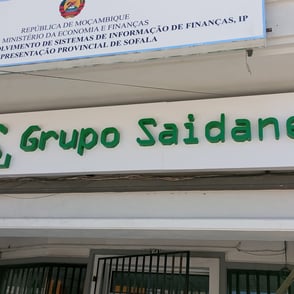 REPÚBLICA DE MOÇAMBIQUE
MINISTÉRIO DA ECONOMIA E FINANÇAS
OLVIMENTO DE SISTEMAS DE INFORMAÇÃO DE FINANÇAS, IP
PRESENTAÇÃO PROVINCIAL DE SOFALA
Grupo Saidane